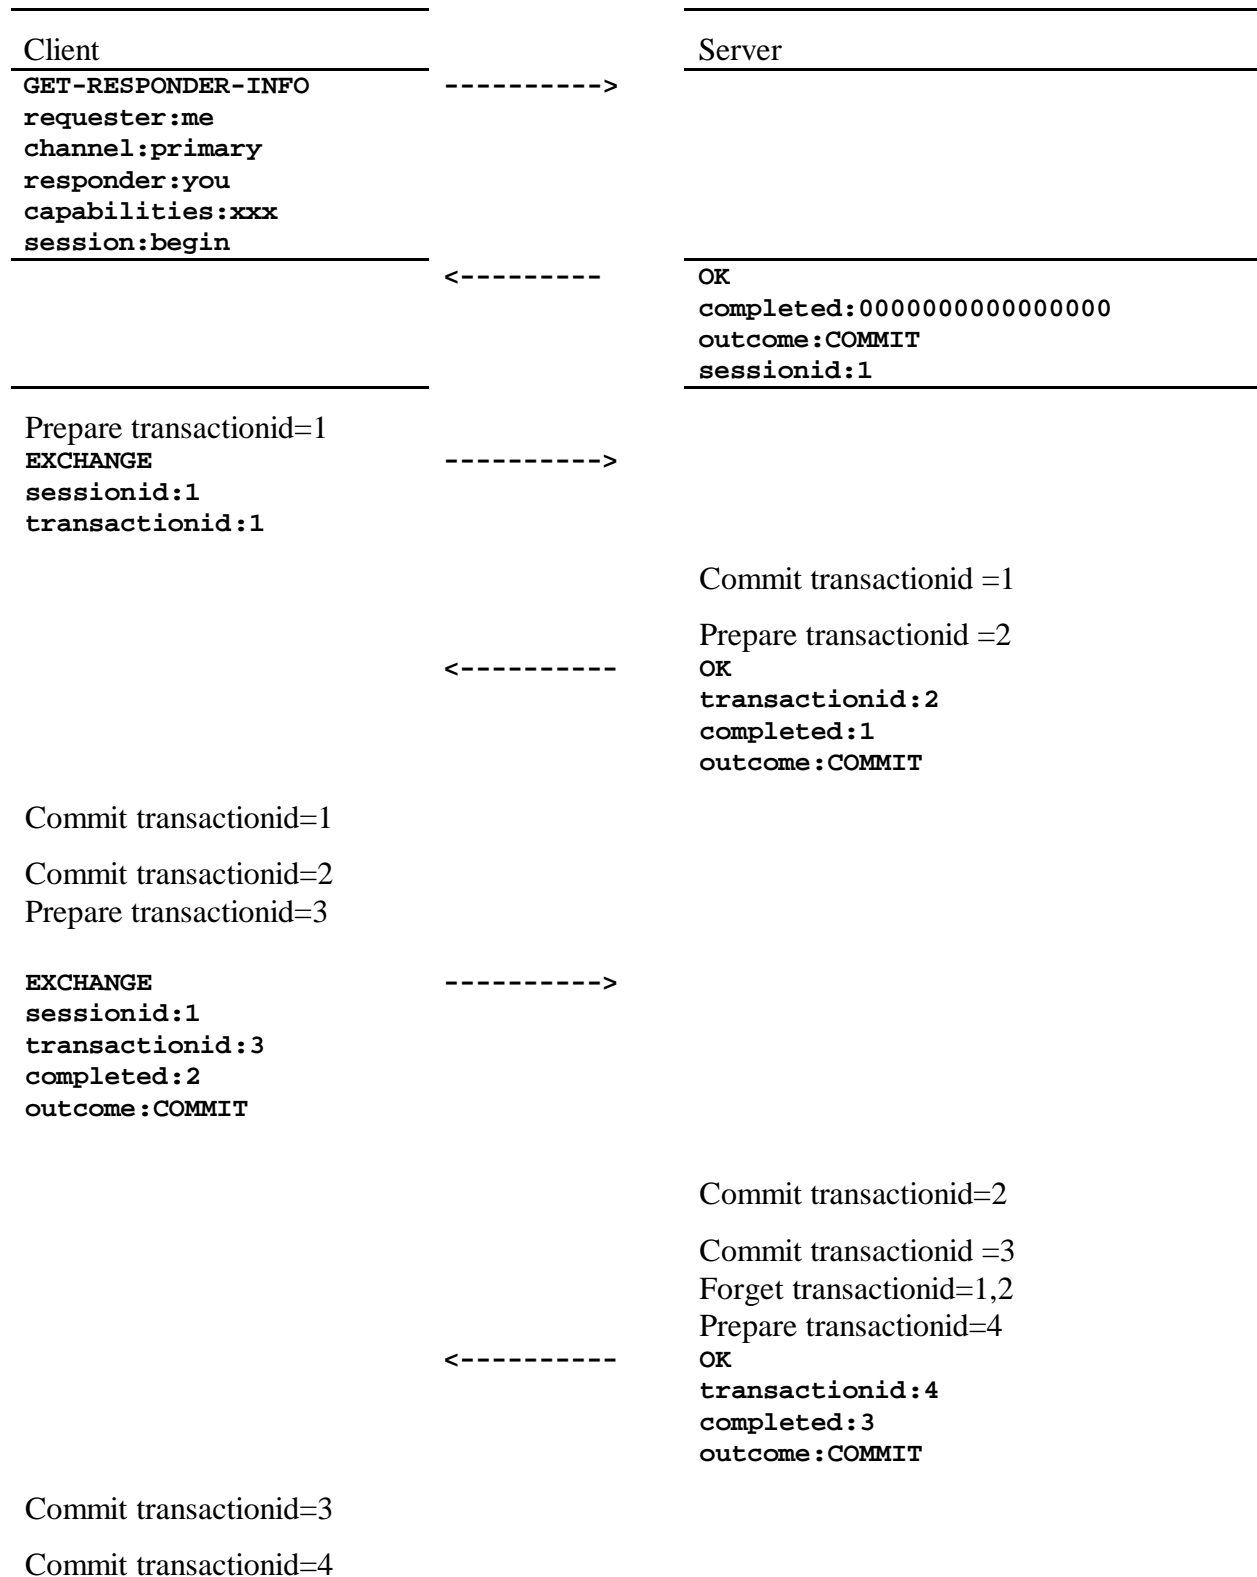 Client Server
GET-RESPONDER-INFO ---------->
requester:me
channel:primary
responder:you
capabilities:xxx
session:begin
<--------- OK
completed:0000000000000000
outcome:COMMIT
sessionid:1
Prepare transactionid=1
EXCHANGE ---------->
sessionid:1
transactionid:1
Commit transactionid =1
Prepare transactionid =2
<---------- OK
transactionid:2
completed:1
outcome:COMMIT
Commit transactionid=1
Commit transactionid=2
Prepare transactionid=3
EXCHANGE ---------->
sessionid:1
transactionid:3
completed:2
outcome:COMMIT
Commit transactionid=2
Commit transactionid =3
Forget transactionid=1,2
Prepare transactionid=4
<---------- OK
transactionid:4
completed:3
outcome:COMMIT
Commit transactionid=3
Commit transactionid=4